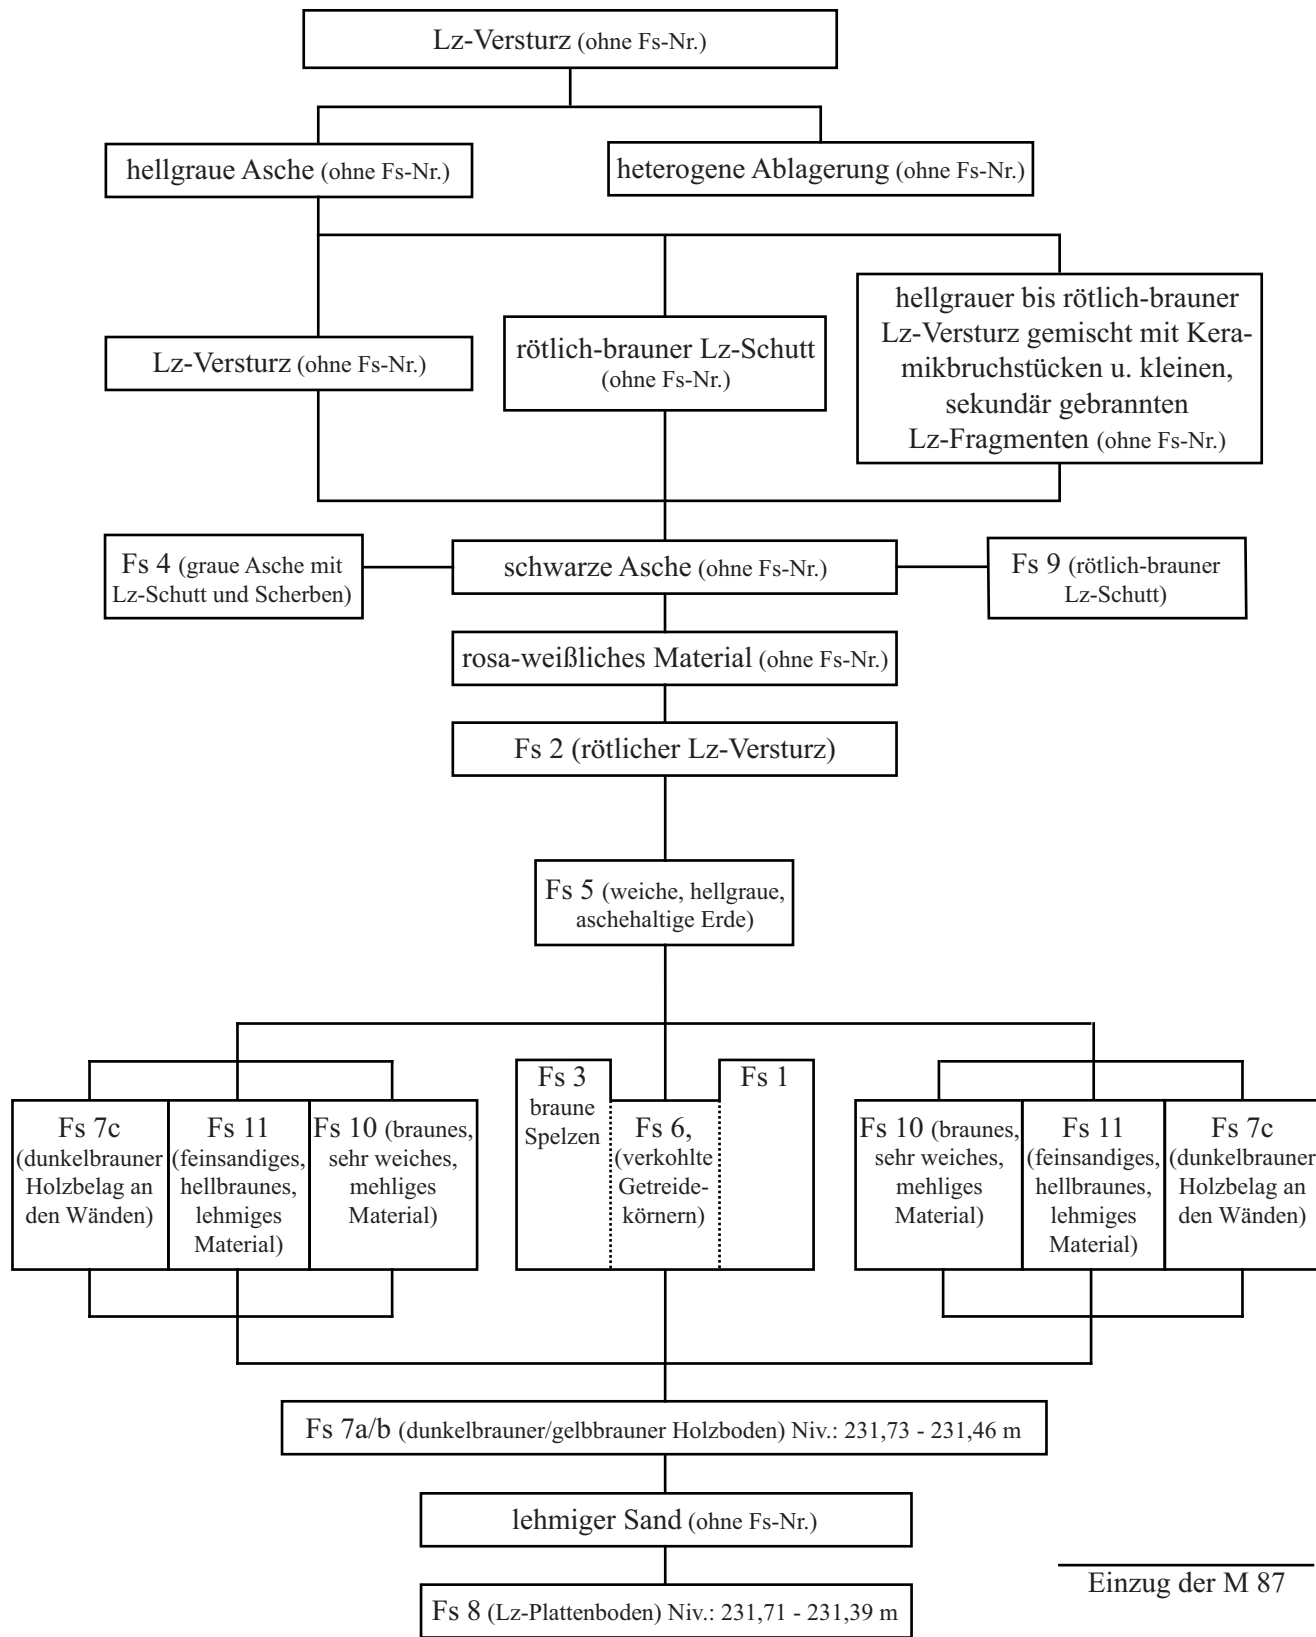 Lz-Versturz (ohne Fs-Nr.)
hellgraue Asche (ohne Fs-Nr.)
heterogene Ablagerung (ohne Fs-Nr.)
Lz-Versturz (ohne Fs-Nr.)
rötlich-brauner Lz-Schutt
(ohne Fs-Nr.)
hellgrauer bis rötlich-brauner
Lz-Versturz gemischt mit Kera-
mikbruchstücken u. kleinen,
sekundär gebrannten
Lz-Fragmenten (ohne Fs-Nr.)
Fs 4 (graue Asche mit
Lz-Schutt und Scherben)
schwarze Asche (ohne Fs-Nr.)
Fs 9 (rötlich-brauner
Lz-Schutt)
rosa-weißliches Material (ohne Fs-Nr.)
Fs 2 (rötlicher Lz-Versturz)
Fs 5 (weiche, hellgraue,
aschehaltige Erde)
Fs 7c
(dunkelbrauner
Holzbelag an
den Wänden)
Fs 11
(feinsandiges,
hellbraunes,
lehmiges
Material)
Fs 10 (braunes,
sehr weiches,
mehliges
Material)
Fs 3
braune
Spelzen
Fs 6,
(verkohlte
Getreide-
körnern)
Fs 1
Fs 10 (braunes,
sehr weiches,
mehliges
Material)
Fs 11
(feinsandiges,
hellbraunes,
lehmiges
Material)
Fs 7c
(dunkelbrauner
Holzbelag an
den Wänden)
Fs 7a/b (dunkelbrauner/gelbbrauner Holzboden) Niv.: 231,73 - 231,46 m
lehmiger Sand (ohne Fs-Nr.)
Einzug der M 87
Fs 8 (Lz-Plattenboden) Niv.: 231,71 - 231,39 m